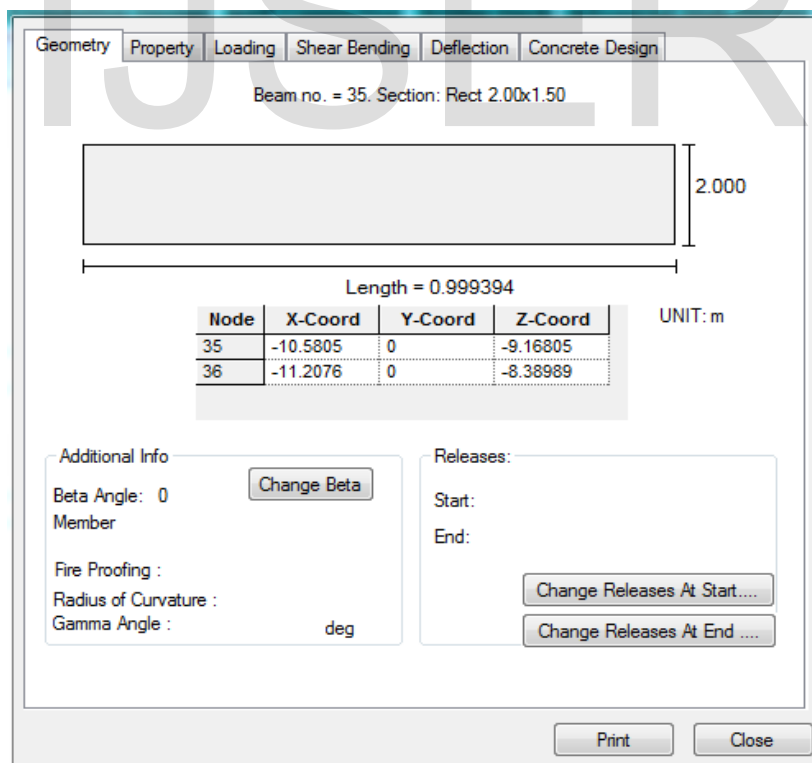 IJSER
Geometry Property Loading Shear Bending Deflection Concrete Design
Beam no. = 35. Section: Rect 2.00x1.50
2.000
Length = 0.999394
UNIT: m
Node X-Coord Y-Coord Z-Coord
35 -10.5805 0 -9.16805
36 -11.2076 0 -8.38989
Additional Info
Beta Angle: 0 Change Beta
Member
Fire Proofing :
Radius of Curvature :
Gamma Angle : deg
Releases:
Start:
End:
Change Releases At Start....
Change Releases At End ....
Print Close